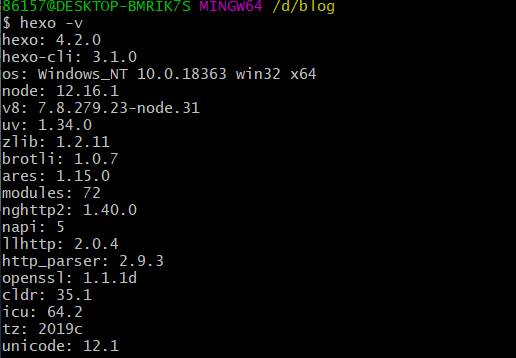 86157@DESKTOP-BMRIK7S MINGW64 /d/blog
$ hexo -v
hexo: 4.2.0
hexo-cli: 3.1.0
os: Windows_NT 10.0.18363 win32 x64
node: 12.16.1
v8: 7.8.279.23-node.31
uv: 1.34.0
zlib: 1.2.11
brotli: 1.0.7
ares: 1.15.0
modules: 72
nghttp2: 1.40.0
napi: 5
llhttp: 2.0.4
http_parser: 2.9.3
openssl: 1.1.1d
cldr: 35.1
icu: 64.2
tz: 2019c
unicode: 12.1